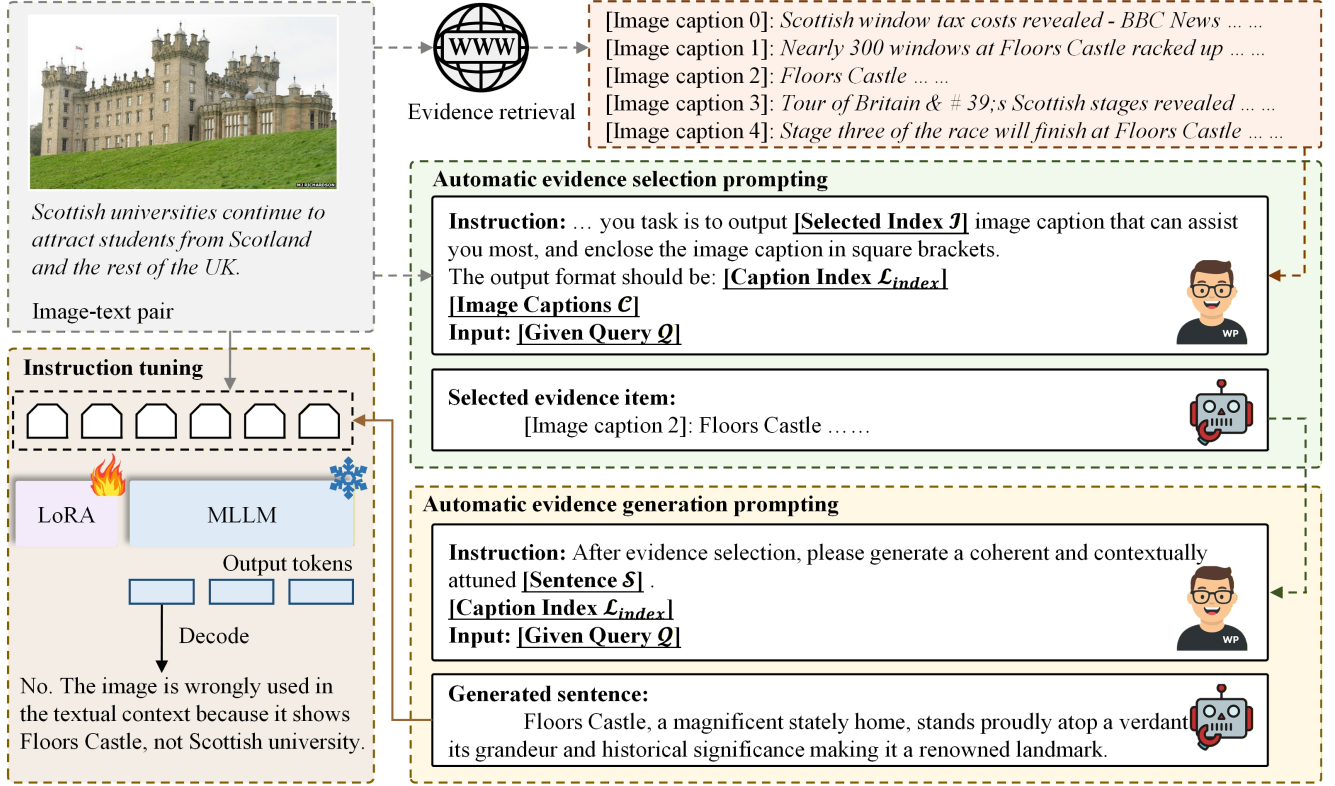 WWW
Evidence retrieval
[Image caption 0]: Scottish window tax costs revealed - BBC News … …
[Image caption 1]: Nearly 300 windows at Floors Castle racked up … …
[Image caption 2]: Floors Castle … …
[Image caption 3]: Tour of Britain & # 39;s Scottish stages revealed … …
[Image caption 4]: Stage three of the race will finish at Floors Castle … …
M J RICHARDSON
Scottish universities continue to
attract students from Scotland
and the rest of the UK.
Image-text pair
Automatic evidence selection prompting
Instruction: … you task is to output [Selected Index 𝓘] image caption that can assist
you most, and enclose the image caption in square brackets.
The output format should be: [Caption Index 𝓛index]
[Image Captions 𝓒]
Input: [Given Query 𝓠]
WP
Selected evidence item:
[Image caption 2]: Floors Castle … …
Automatic evidence generation prompting
Instruction: After evidence selection, please generate a coherent and contextually
attuned [Sentence 𝓢] .
[Caption Index 𝓛index]
Input: [Given Query 𝓠]
WP
Generated sentence:
Floors Castle, a magnificent stately home, stands proudly atop a verdant
its grandeur and historical significance making it a renowned landmark.
Instruction tuning
LoRA
MLLM
Output tokens
Decode
No. The image is wrongly used in
the textual context because it shows
Floors Castle, not Scottish university.